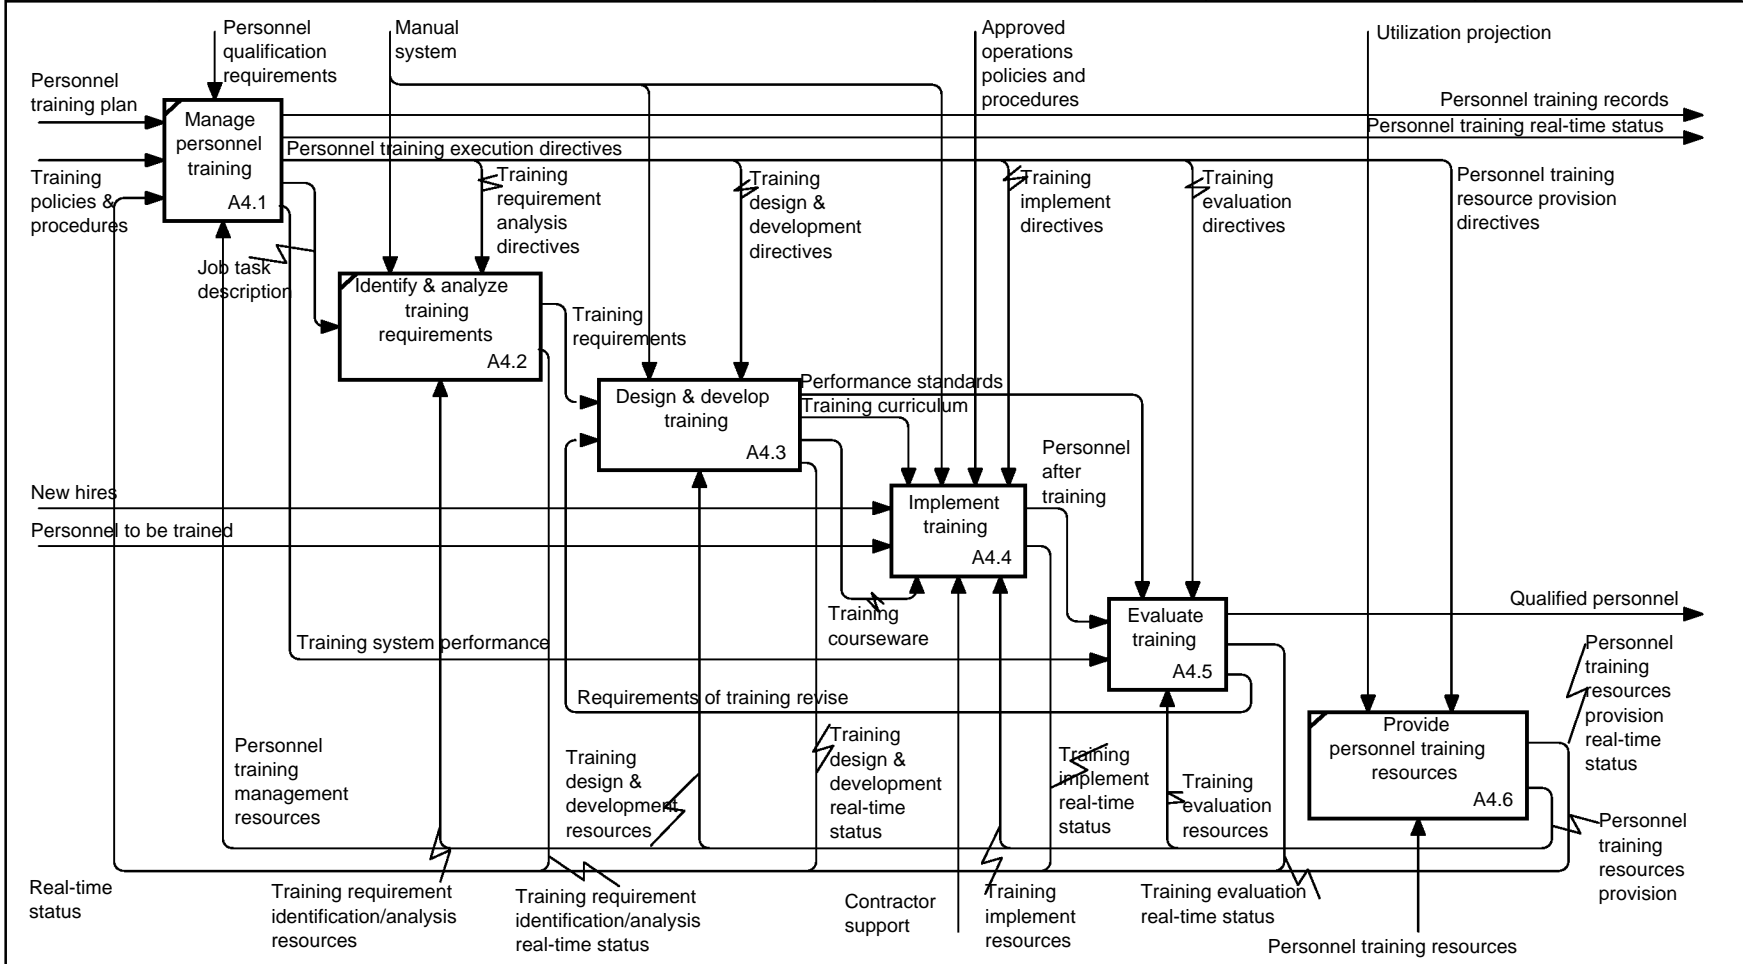 Personnel
qualification
requirements
Manual
system
Approved
operations
policies and
procedures
Utilization projection
Personnel
training plan
Personnel training records
Personnel training real-time status
Manage
personnel
training
A4.1
Personnel training execution directives
Training
policies &
procedures
Training
requirement
analysis
directives
Training
design &
development
directives
Training
implement
directives
Training
evaluation
directives
Personnel training
resource provision
directives
Job task
description
Identify & analyze
training
requirements
A4.2
Training
requirements
Design & develop
training
A4.3
Performance standards
Training curriculum
Personnel
after
training
New hires
Personnel to be trained
Implement
training
A4.4
Training
courseware
Evaluate
training
A4.5
Qualified personnel
Training system performance
Requirements of training revise
Personnel
training
resources
provision
real-time
status
Provide
personnel training
resources
A4.6
Personnel
training
management
resources
Training
design &
development
resources
Training
design &
development
real-time
status
Training
implement
real-time
status
Training
evaluation
resources
Personnel
training
resources
provision
Real-time
status
Training requirement
identification/analysis
resources
Training requirement
identification/analysis
real-time status
Contractor
support
Training
implement
resources
Training evaluation
real-time status
Personnel training resources